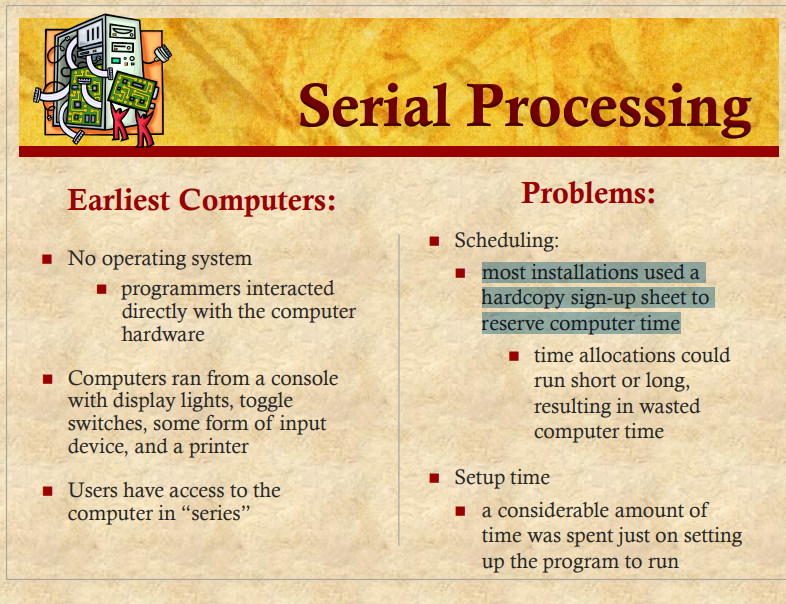 Serial Processing
Earliest Computers:
■ No operating system
■ programmers interacted
directly with the computer
hardware
■ Computers ran from a console
with display lights, toggle
switches, some form of input
device, and a printer
■ Users have access to the
computer in “series”
Problems:
■ Scheduling:
■ most installations used a
hardcopy sign-up sheet to
reserve computer time
■ time allocations could
run short or long,
resulting in wasted
computer time
■ Setup time
■ a considerable amount of
time was spent just on setting
up the program to run